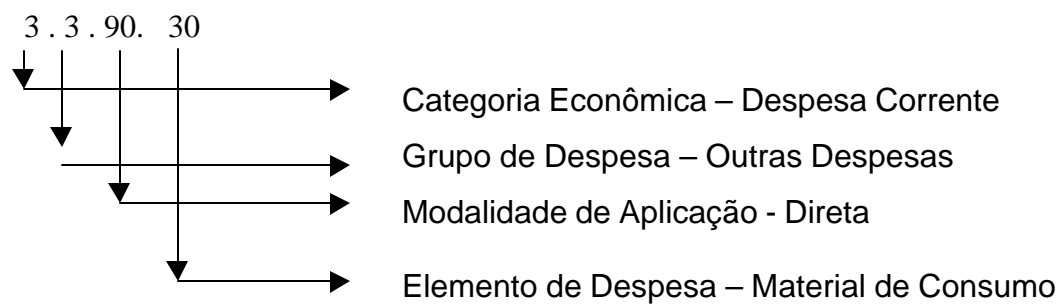 3 . 3 . 90. 30
Categoria Econômica – Despesa Corrente
Grupo de Despesa – Outras Despesas
Modalidade de Aplicação - Direta
Elemento de Despesa – Material de Consumo